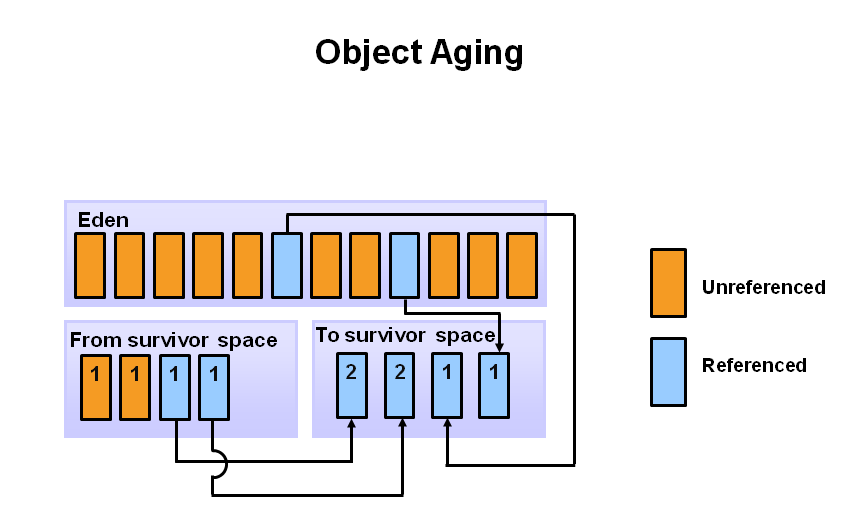 Object Aging
Eden
Unreferenced
From survivor space
To survivor space
1 1 1 1
2 2 1 1
Referenced